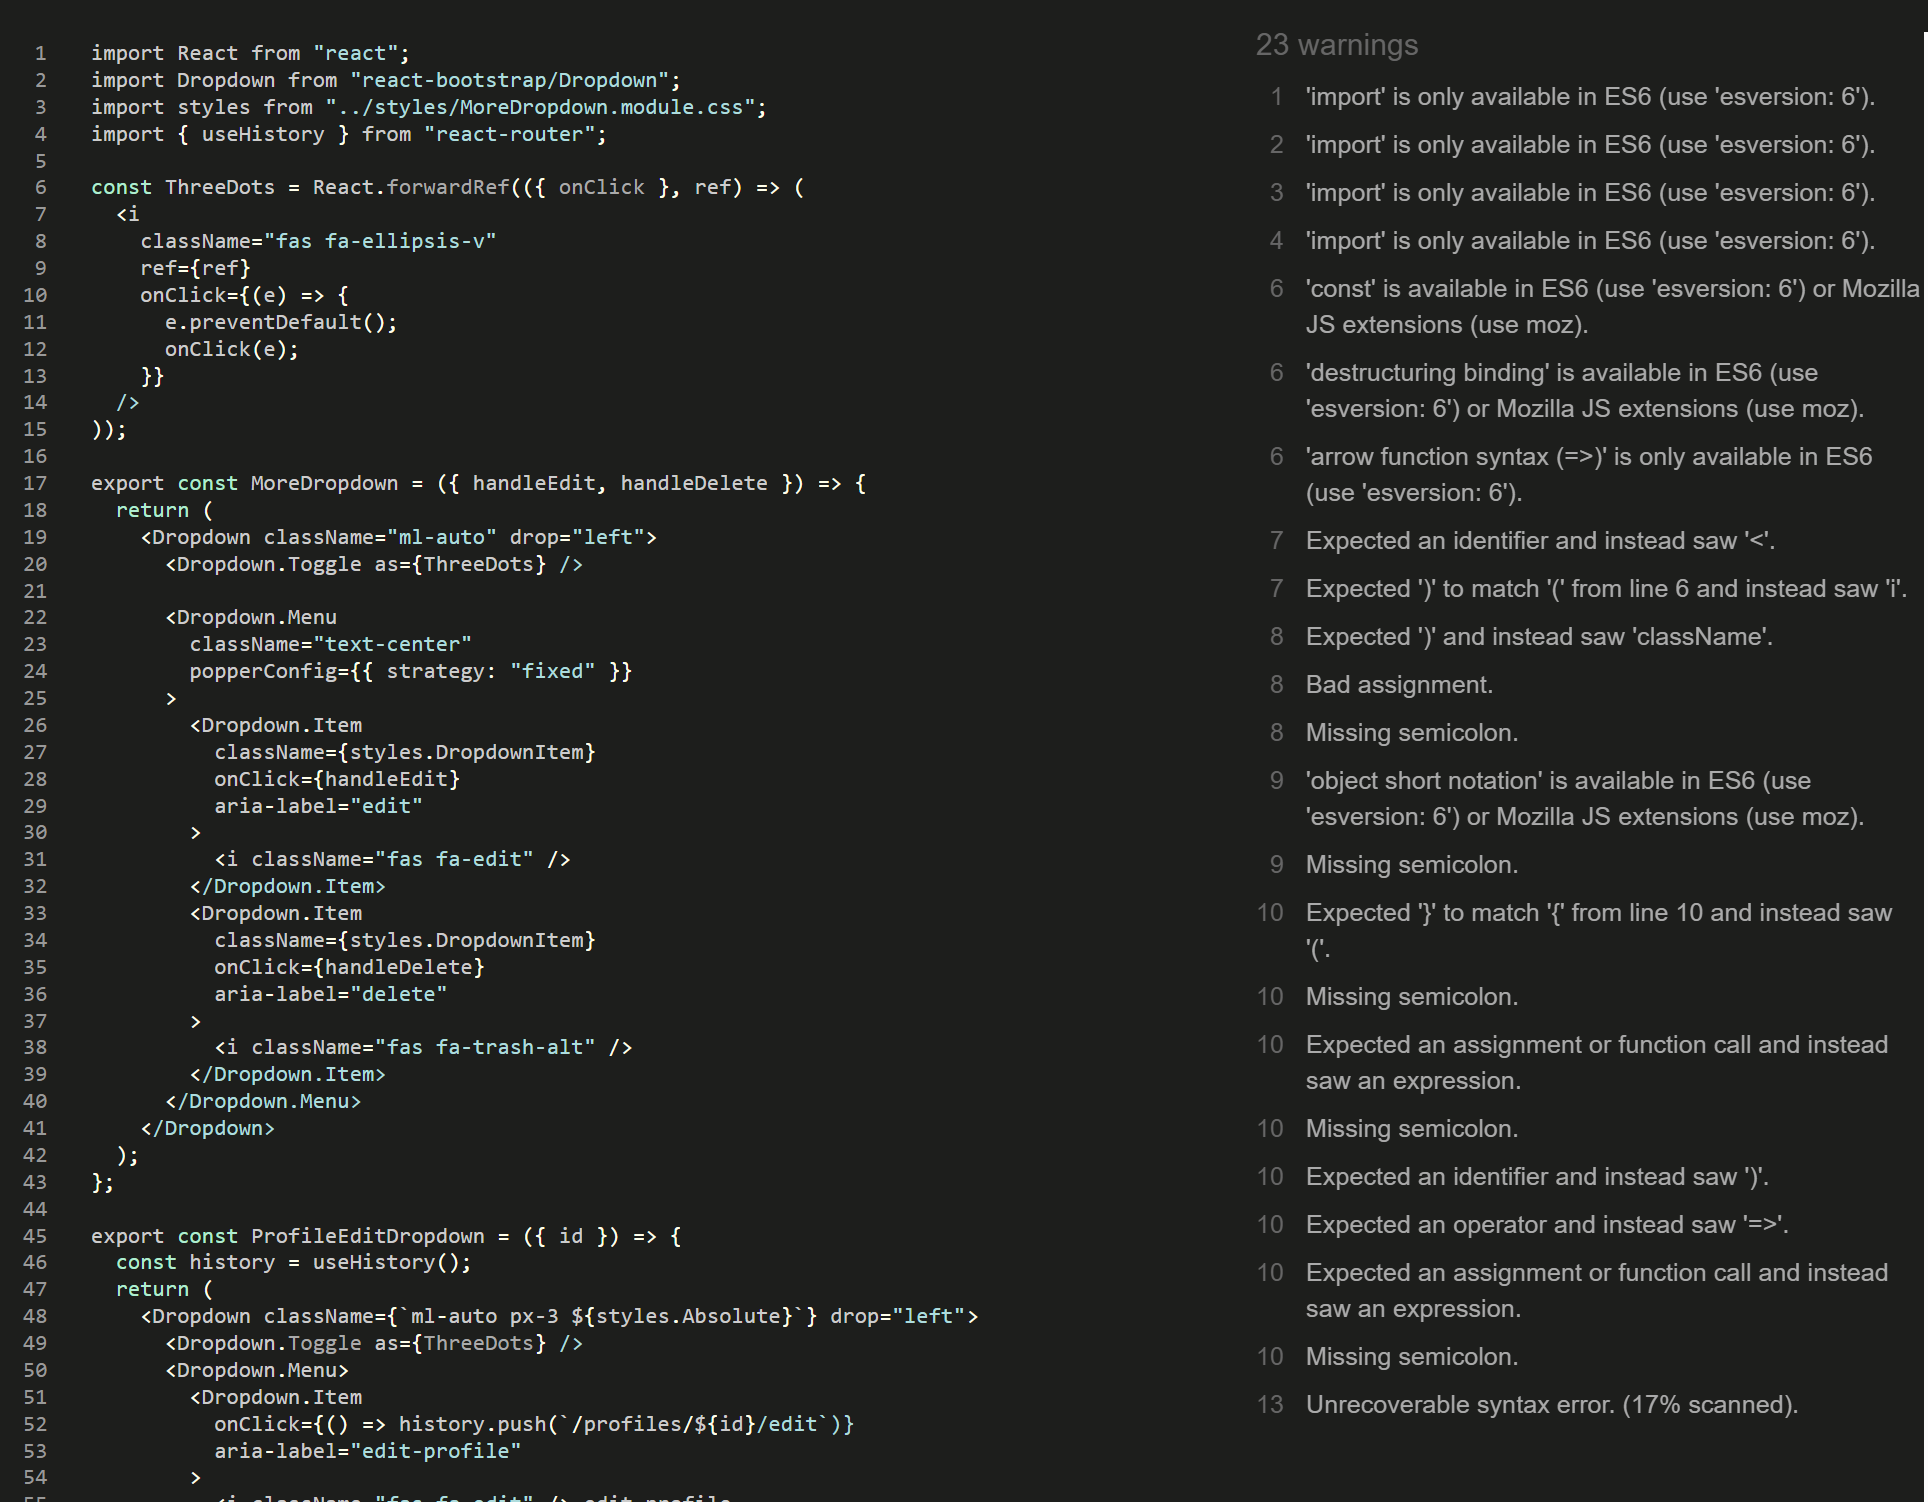 1 import React from "react";
2 import Dropdown from "react-bootstrap/Dropdown";
3 import styles from "../styles/MoreDropdown.module.css";
4 import { useHistory } from "react-router";
5
6 const ThreeDots = React.forwardRef(({ onClick }, ref) => (
7   <i
8     className="fas fa-ellipsis-v"
9     ref={ref}
10     onClick={(e) => {
11       e.preventDefault();
12       onClick(e);
13     }}
14   />
15 ));
16
17 export const MoreDropdown = ({ handleEdit, handleDelete }) => {
18   return (
19     <Dropdown className="ml-auto" drop="left">
20       <Dropdown.Toggle as={ThreeDots} />
21
22       <Dropdown.Menu
23         className="text-center"
24         popperConfig={{ strategy: "fixed" }}
25       >
26         <Dropdown.Item
27           className={styles.DropdownItem}
28           onClick={handleEdit}
29           aria-label="edit"
30         >
31           <i className="fas fa-edit" />
32         </Dropdown.Item>
33         <Dropdown.Item
34           className={styles.DropdownItem}
35           onClick={handleDelete}
36           aria-label="delete"
37         >
38           <i className="fas fa-trash-alt" />
39         </Dropdown.Item>
40       </Dropdown.Menu>
41     </Dropdown>
42   );
43 };
44
45 export const ProfileEditDropdown = ({ id }) => {
46   const history = useHistory();
47   return (
48     <Dropdown className={`ml-auto px-3 ${styles.Absolute}`} drop="left">
49       <Dropdown.Toggle as={ThreeDots} />
50       <Dropdown.Menu>
51         <Dropdown.Item
52           onClick={() => history.push(`/profiles/${id}/edit`)}
53           aria-label="edit-profile"
54         >
55           <i className="fas fa-edit" /> edit profile
23 warnings
1 'import' is only available in ES6 (use 'esversion: 6').
2 'import' is only available in ES6 (use 'esversion: 6').
3 'import' is only available in ES6 (use 'esversion: 6').
4 'import' is only available in ES6 (use 'esversion: 6').
6 'const' is available in ES6 (use 'esversion: 6') or Mozilla
JS extensions (use moz).
6 'destructuring binding' is available in ES6 (use
'esversion: 6') or Mozilla JS extensions (use moz).
6 'arrow function syntax (=>)' is only available in ES6
(use 'esversion: 6').
7 Expected an identifier and instead saw '<'.
7 Expected ')' to match '(' from line 6 and instead saw 'i'.
8 Expected ')' and instead saw 'className'.
8 Bad assignment.
8 Missing semicolon.
9 'object short notation' is available in ES6 (use
'esversion: 6') or Mozilla JS extensions (use moz).
9 Missing semicolon.
10 Expected '}' to match '{' from line 10 and instead saw
'('.
10 Missing semicolon.
10 Expected an assignment or function call and instead
saw an expression.
10 Missing semicolon.
10 Expected an identifier and instead saw ')'.
10 Expected an operator and instead saw '=>'.
10 Expected an assignment or function call and instead
saw an expression.
10 Missing semicolon.
13 Unrecoverable syntax error. (17% scanned).